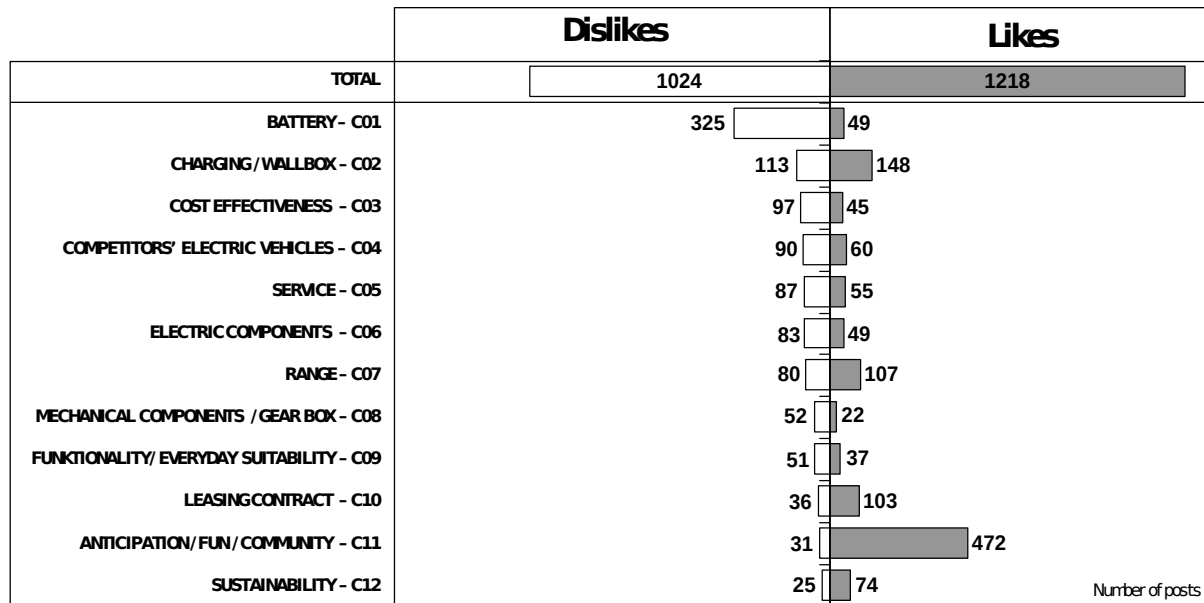 Dislikes Likes
TOTAL 1024 1218
BATTERY – C01 325 49
CHARGING / WALLBOX – C02 113 148
COST EFFECTIVENESS – C03 97 45
COMPETITORS' ELECTRIC VEHICLES – C04 90 60
SERVICE – C05 87 55
ELECTRIC COMPONENTS – C06 83 49
RANGE – C07 80 107
MECHANICAL COMPONENTS / GEAR BOX – C08 52 22
FUNKTIONALITY / EVERYDAY SUITABILITY – C09 51 37
LEASING CONTRACT – C10 36 103
ANTICIPATION / FUN / COMMUNITY – C11 31 472
SUSTAINABILITY – C12 25 74
Number of posts